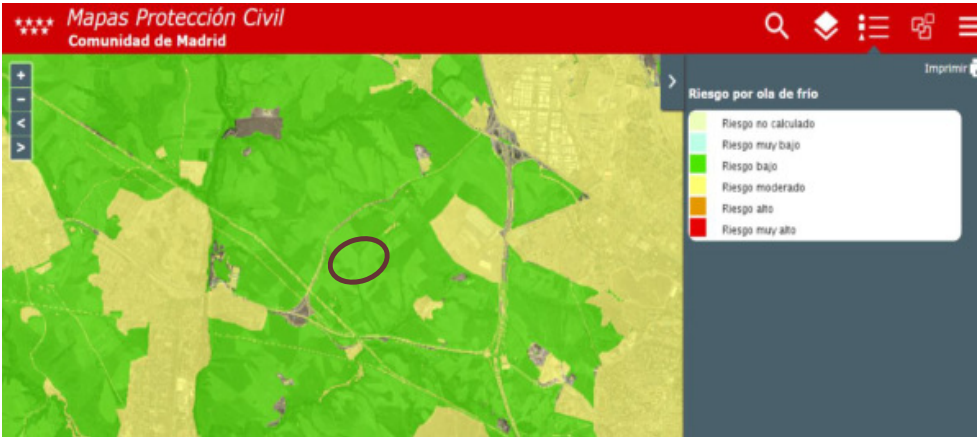 Mapas Protección Civil
Comunidad de Madrid
+
−
<
>
>
Imprimir
Riesgo por ola de frío
Riesgo no calculado
Riesgo muy bajo
Riesgo bajo
Riesgo moderado
Riesgo alto
Riesgo muy alto